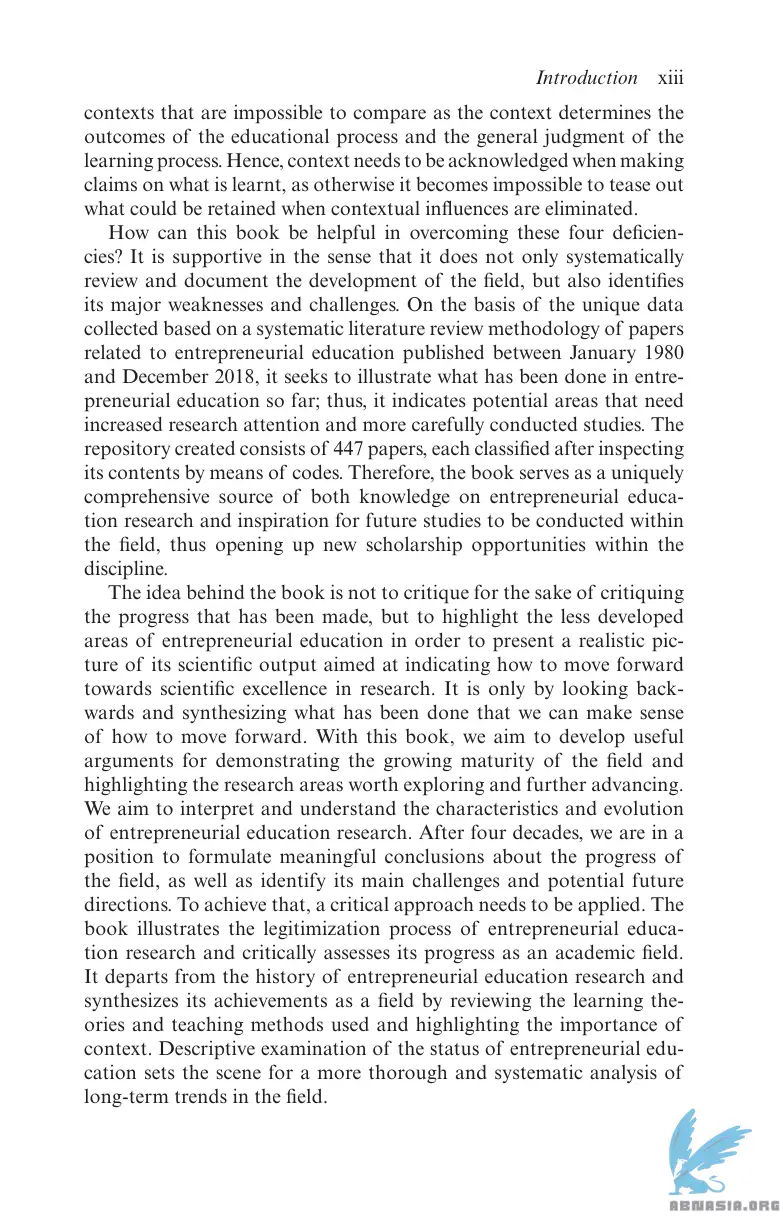 Introduction xiii
contexts that are impossible to compare as the context determines the
outcomes of the educational process and the general judgment of the
learning process. Hence, context needs to be acknowledged when making
claims on what is learnt, as otherwise it becomes impossible to tease out
what could be retained when contextual influences are eliminated.
How can this book be helpful in overcoming these four deficien-
cies? It is supportive in the sense that it does not only systematically
review and document the development of the field, but also identifies
its major weaknesses and challenges. On the basis of the unique data
collected based on a systematic literature review methodology of papers
related to entrepreneurial education published between January 1980
and December 2018, it seeks to illustrate what has been done in entre-
preneurial education so far; thus, it indicates potential areas that need
increased research attention and more carefully conducted studies. The
repository created consists of 447 papers, each classified after inspecting
its contents by means of codes. Therefore, the book serves as a uniquely
comprehensive source of both knowledge on entrepreneurial educa-
tion research and inspiration for future studies to be conducted within
the field, thus opening up new scholarship opportunities within the
discipline.
The idea behind the book is not to critique for the sake of critiquing
the progress that has been made, but to highlight the less developed
areas of entrepreneurial education in order to present a realistic pic-
ture of its scientific output aimed at indicating how to move forward
towards scientific excellence in research. It is only by looking back-
wards and synthesizing what has been done that we can make sense
of how to move forward. With this book, we aim to develop useful
arguments for demonstrating the growing maturity of the field and
highlighting the research areas worth exploring and further advancing.
We aim to interpret and understand the characteristics and evolution
of entrepreneurial education research. After four decades, we are in a
position to formulate meaningful conclusions about the progress of
the field, as well as identify its main challenges and potential future
directions. To achieve that, a critical approach needs to be applied. The
book illustrates the legitimization process of entrepreneurial educa-
tion research and critically assesses its progress as an academic field.
It departs from the history of entrepreneurial education research and
synthesizes its achievements as a field by reviewing the learning the-
ories and teaching methods used and highlighting the importance of
context. Descriptive examination of the status of entrepreneurial edu-
cation sets the scene for a more thorough and systematic analysis of
long-term trends in the field.
ABNASIA.ORG